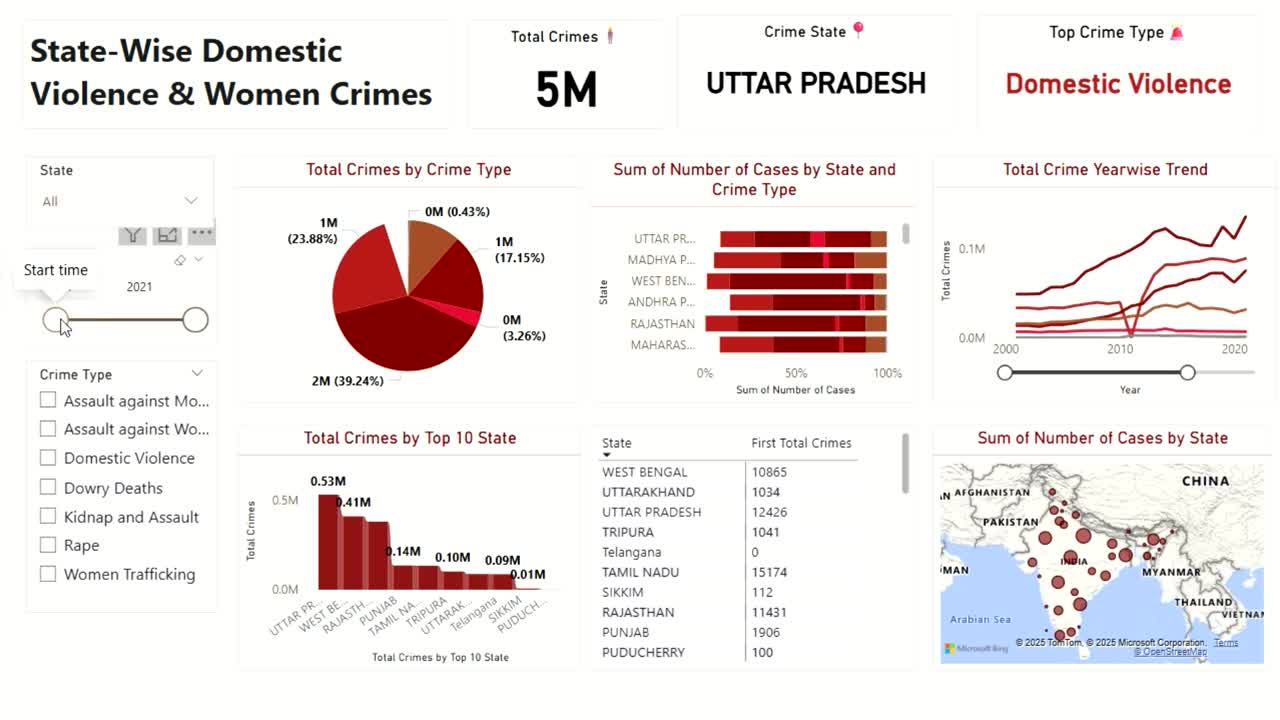 State-Wise Domestic
Violence & Women Crimes
Total Crimes
5M
Crime State
UTTAR PRADESH
Top Crime Type
Domestic Violence
State
All
Start time
2021
Crime Type
Assault against Mo...
Assault against Wo...
Domestic Violence
Dowry Deaths
Kidnap and Assault
Rape
Women Trafficking
Total Crimes by Crime Type
0M (0.43%)
1M
(17.15%)
0M
(3.26%)
2M (39.24%)
1M
(23.88%)
Sum of Number of Cases by State and
Crime Type
State
UTTAR PR...
MADHYA P...
WEST BEN...
ANDHRA P...
RAJASTHAN
MAHARAS...
0% 50% 100%
Sum of Number of Cases
Total Crime Yearwise Trend
Total Crimes
0.1M
0.0M
2000 2010 2020
Year
Total Crimes by Top 10 State
Total Crimes
0.5M
0.0M
0.53M
0.41M
0.14M
0.10M
0.09M
0.01M
UTTAR PR...
WEST BE...
RAJASTH...
PUNJAB
TAMIL NA...
TRIPURA
UTTARAK...
Telangana
SIKKIM
PUDUCH...
Total Crimes by Top 10 State
State First Total Crimes
WEST BENGAL 10865
UTTARAKHAND 1034
UTTAR PRADESH 12426
TRIPURA 1041
Telangana 0
TAMIL NADU 15174
SIKKIM 112
RAJASTHAN 11431
PUNJAB 1906
PUDUCHERRY 100
Sum of Number of Cases by State
CHINA
AFGHANISTAN
PAKISTAN
INDIA
MYANMAR
THAILAND
VIETNAM
Arabian Sea
Microsoft Bing
© 2025 TomTom, © 2025 Microsoft Corporation, Terms
© OpenStreetMap